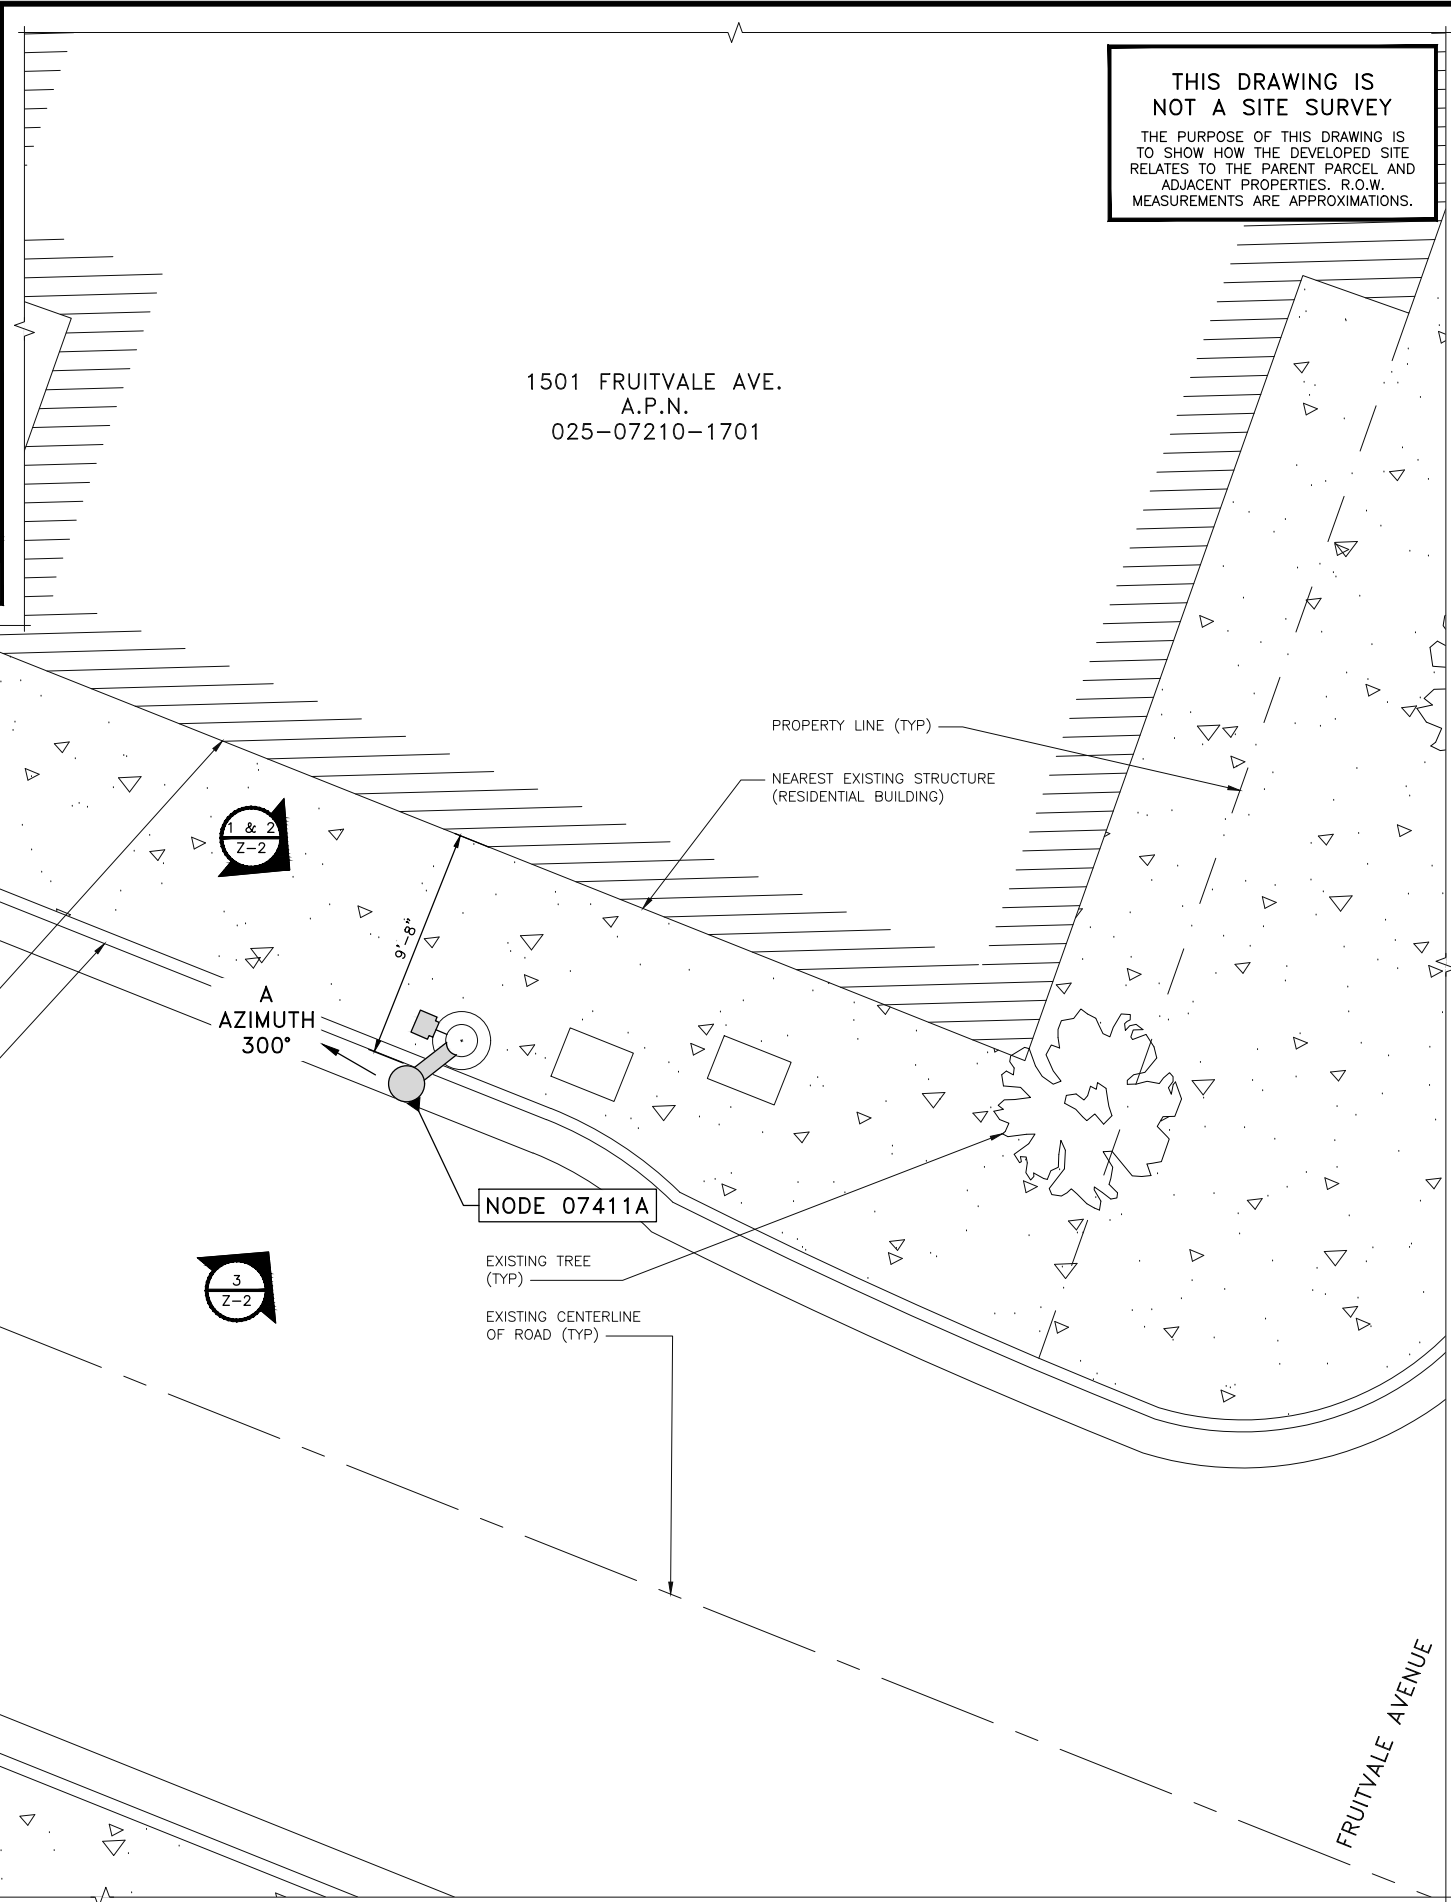 THIS DRAWING IS
NOT A SITE SURVEY
THE PURPOSE OF THIS DRAWING IS
TO SHOW HOW THE DEVELOPED SITE
RELATES TO THE PARENT PARCEL AND
ADJACENT PROPERTIES. R.O.W.
MEASUREMENTS ARE APPROXIMATIONS.
1501 FRUITVALE AVE.
A.P.N.
025-07210-1701
PROPERTY LINE (TYP)
NEAREST EXISTING STRUCTURE
(RESIDENTIAL BUILDING)
1 & 2
Z-2
9'-8"
A
AZIMUTH
300°
NODE 07411A
EXISTING TREE
(TYP)
3
Z-2
EXISTING CENTERLINE
OF ROAD (TYP)
FRUITVALE AVENUE